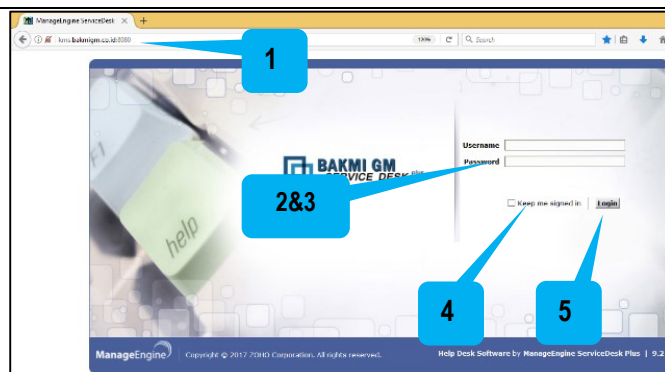 ManageEngine ServiceDesk
kms.bakmigm.co.id:8080
120%
Search
1
FI
help
BAKMI GM
SERVICE DESK Plus
Username
Password
2&3
Keep me signed in
Login
4
5
ManageEngine
Copyright © 2017 ZOHO Corporation. All rights reserved.
Help Desk Software by ManageEngine ServiceDesk Plus | 9.2